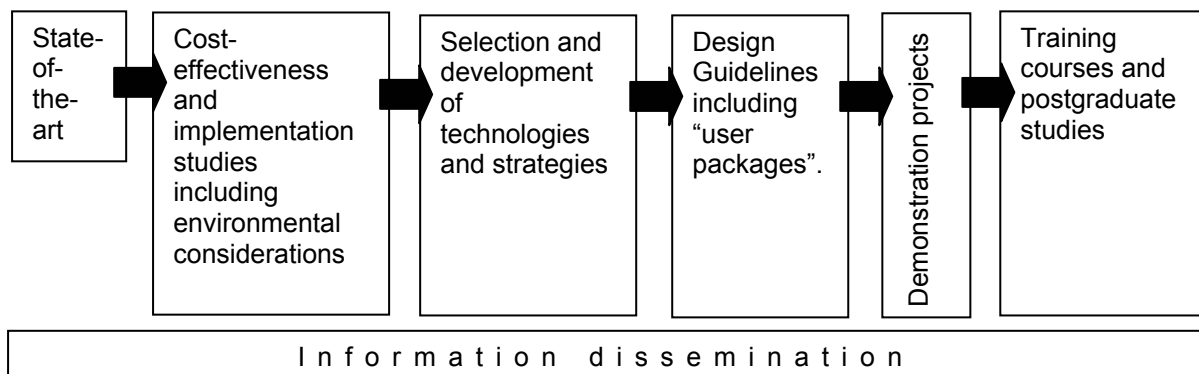 State-
of-
the-
art
Cost-
effectiveness
and
implementation
studies
including
environmental
considerations
Selection and
development
of
technologies
and strategies
Design
Guidelines
including
“user
packages”.
Demonstration projects
Training
courses and
postgraduate
studies
Information dissemination